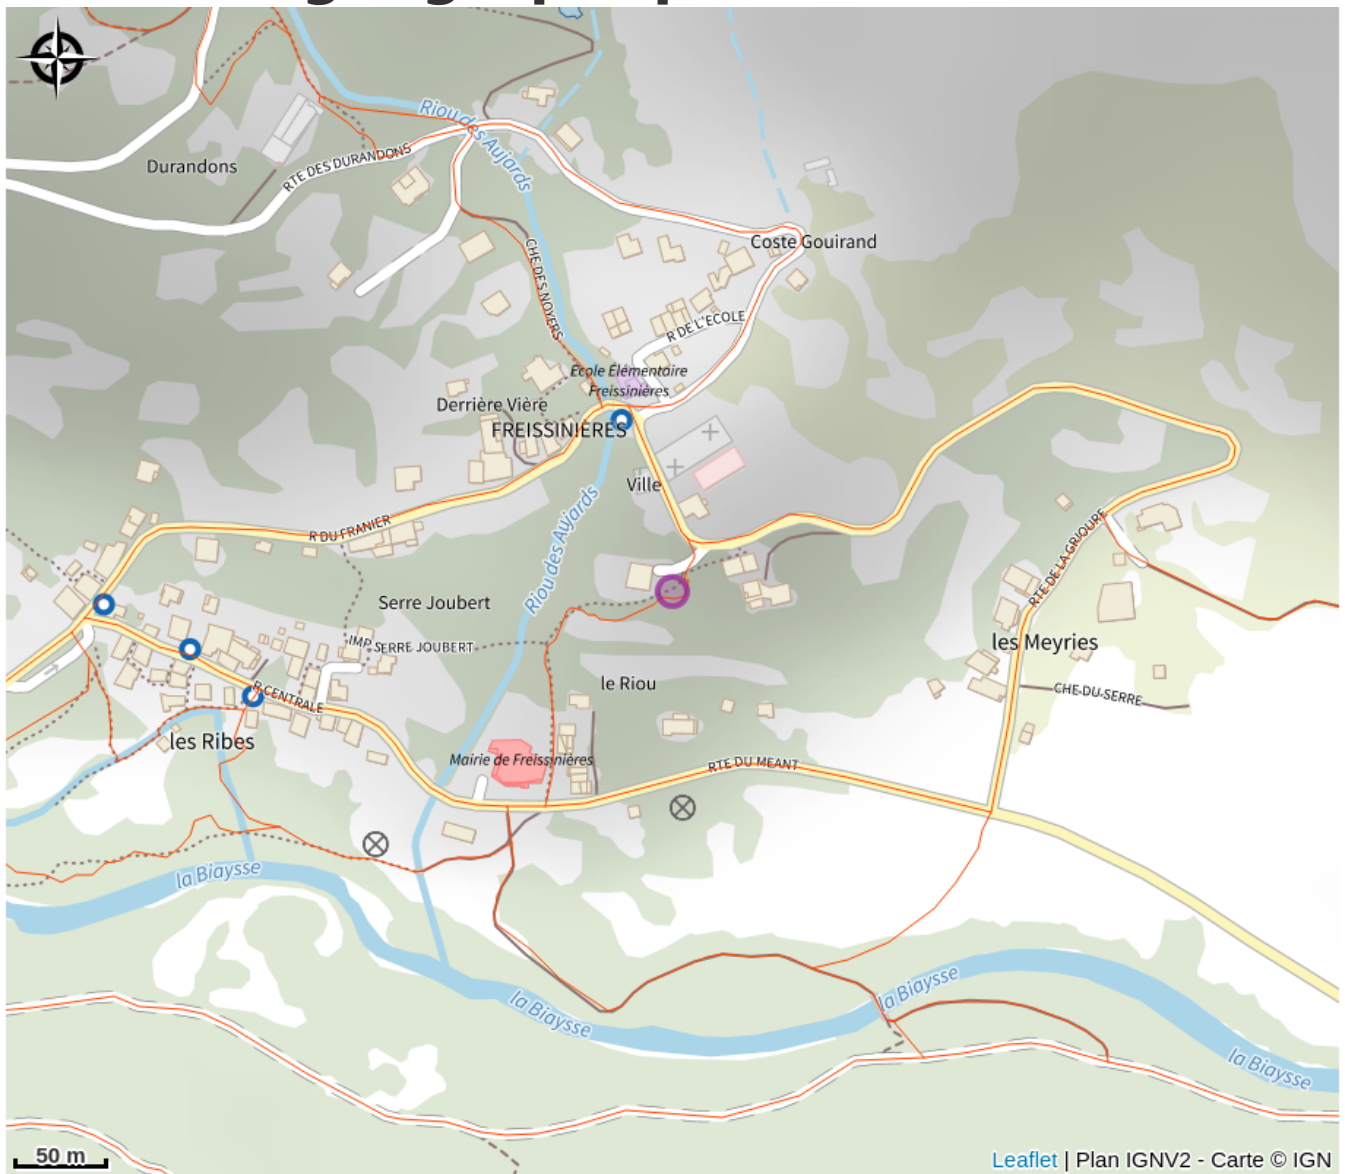 Riou des Aujards
Durandons
RTE DES DURANDONS
CHE DES NOYERS
Coste Gouirand
R DE L'ECOLE
École Élémentaire
Freissinières
Derrière Vière
FREISSINIÈRES
Ville
R DU FRANIER
Riou des Aujards
RTE DE LA GRIOURE
Serre Joubert
IMP SERRE JOUBERT
les Meyries
le Riou
CHE DU SERRE
R CENTRALE
les Ribes
Mairie de Freissinières
RTE DU MEANT
la Biaysse
la Biaysse
la Biaysse
la Biaysse
50 m
Leaflet | Plan IGNV2 - Carte © IGN